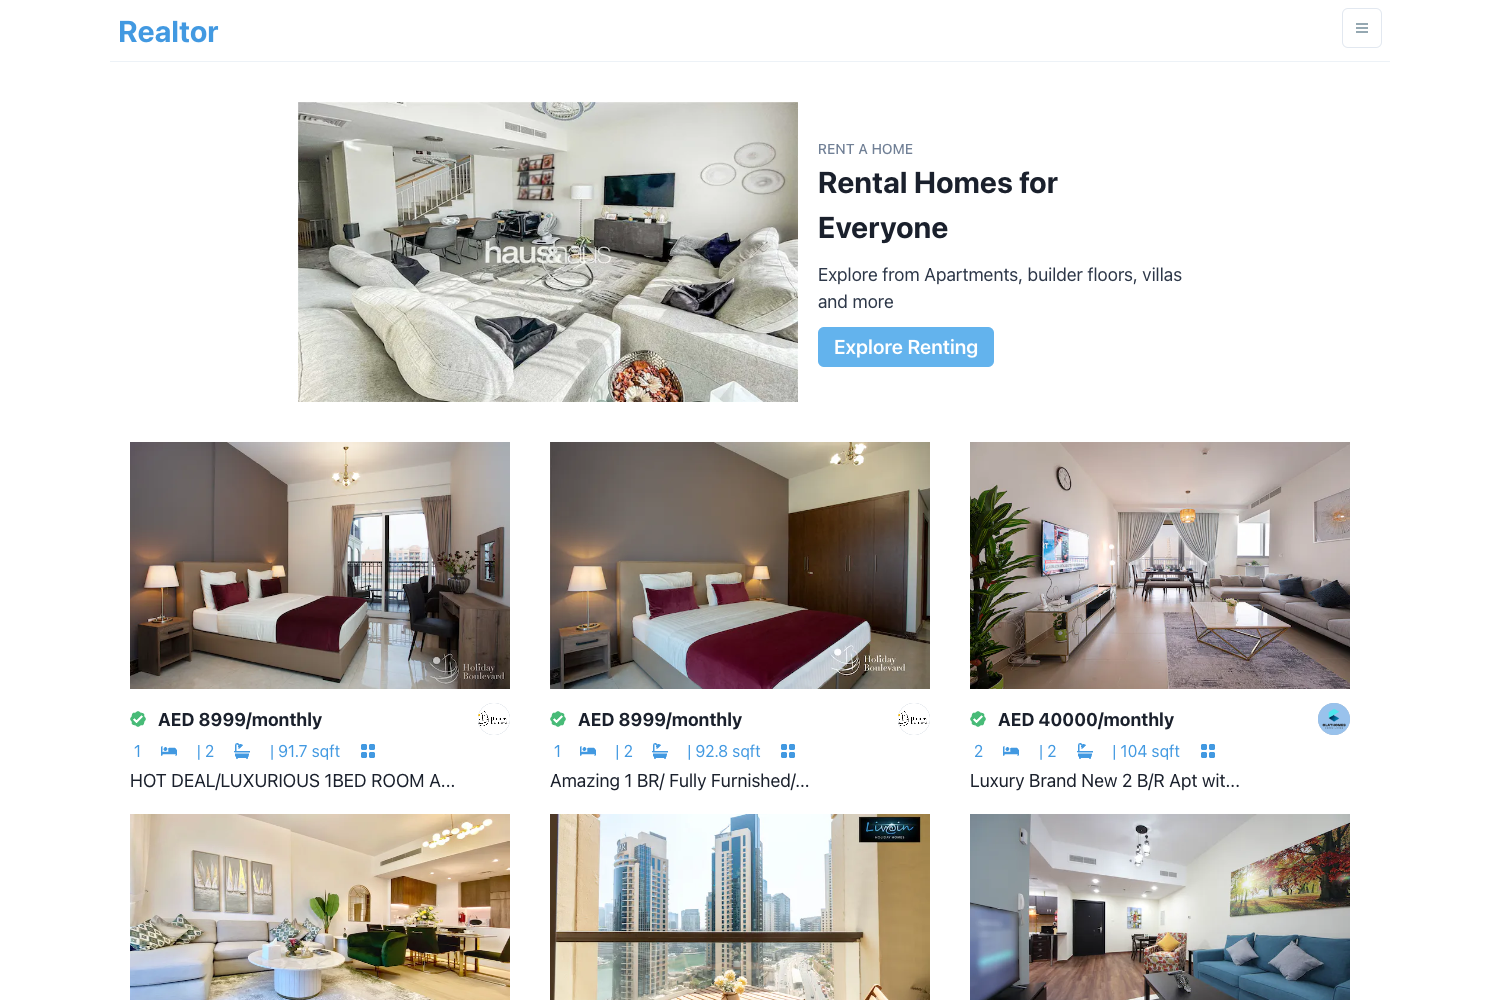 Realtor
haus&haus
RENT A HOME
Rental Homes for
Everyone
Explore from Apartments, builder floors, villas
and more
Explore Renting
Holiday
Boulevard
Holiday
Boulevard
AED 8999/monthly
1 | 2 | 91.7 sqft
HOT DEAL/LUXURIOUS 1BED ROOM A...
AED 8999/monthly
1 | 2 | 92.8 sqft
Amazing 1 BR/ Fully Furnished/...
AED 40000/monthly
2 | 2 | 104 sqft
Luxury Brand New 2 B/R Apt wit...
Livoin
HOLIDAY HOMES